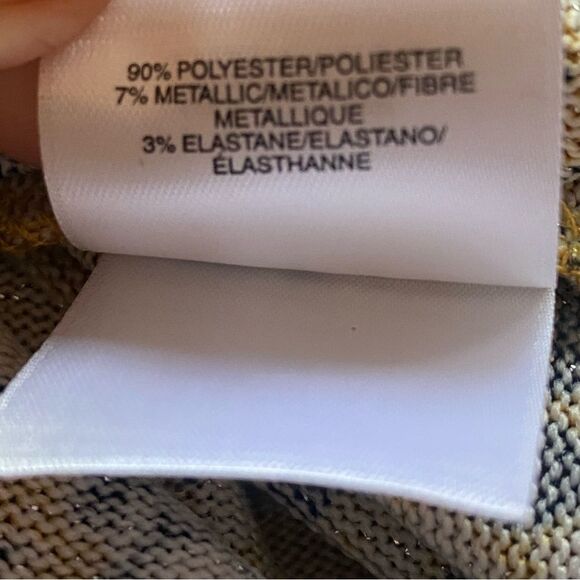 90% POLYESTER/POLIESTER
7% METALLIC/METALICO/FIBRE
METALLIQUE
3% ELASTANE/ELASTANO/
ÉLASTHANNE